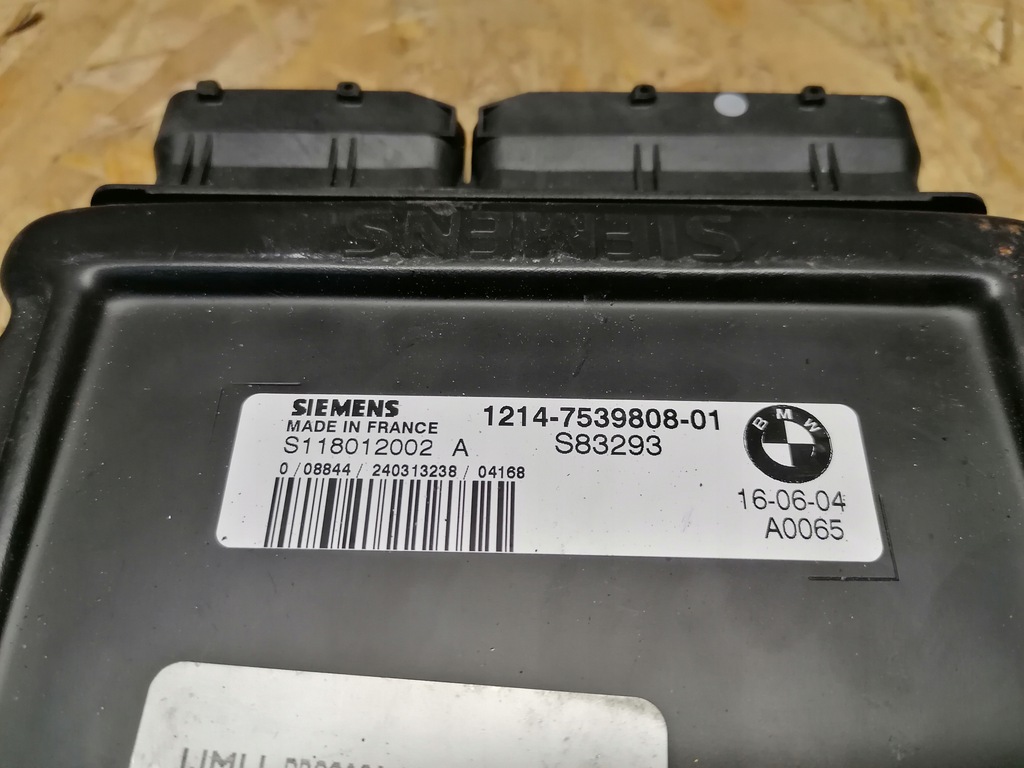 SIEMENS
SIEMENS 1214-7539808-01 BMW
MADE IN FRANCE
S118012002 A S83293
0/08844/240313238/04168
16-06-04
A0065